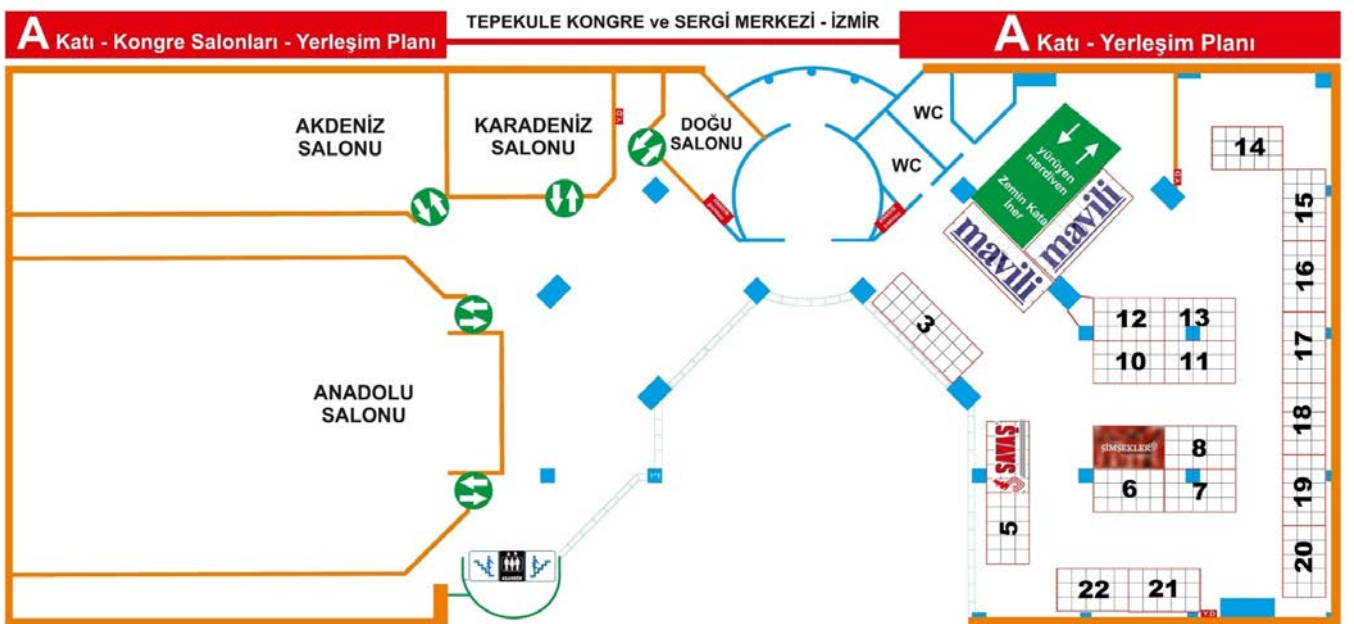 TEPEKULE KONGRE ve SERGİ MERKEZİ - İZMİR
A Katı - Kongre Salonları - Yerleşim Planı
A Katı - Yerleşim Planı
AKDENİZ
SALONU
KARADENİZ
SALONU
Y.D
DOĞU
SALONU
WC
WC
yürüyen
merdiven
Zemin Kata
İner
mavili
mavili
Y.D
14
15
16
17
18
19
20
3
12
13
10
11
ANADOLU
SALONU
SAVAŞ
ŞİMŞEKLER
8
6
7
5
22
21
Y.D